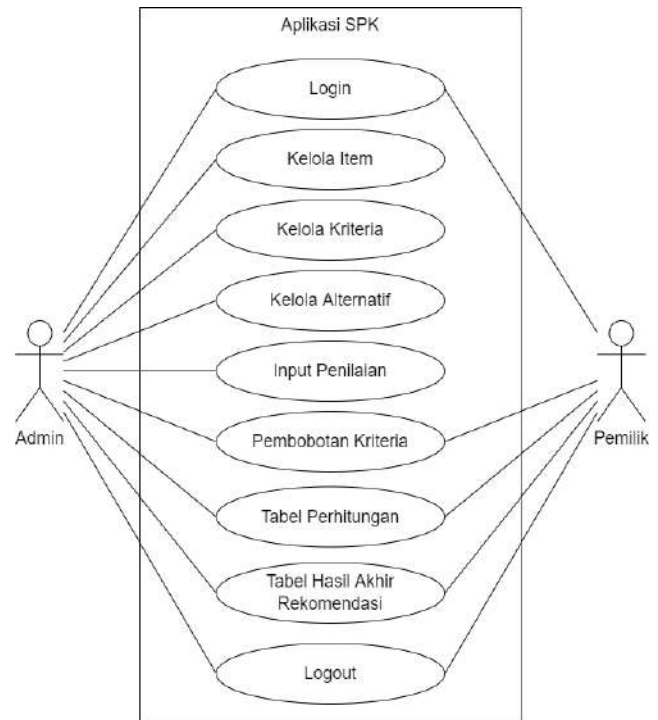 Aplikasi SPK
Login
Kelola Item
Kelola Kriteria
Kelola Alternatif
Input Penilaian
Admin
Pemilik
Pembobotan Kriteria
Tabel Perhitungan
Tabel Hasil Akhir
Rekomendasi
Logout